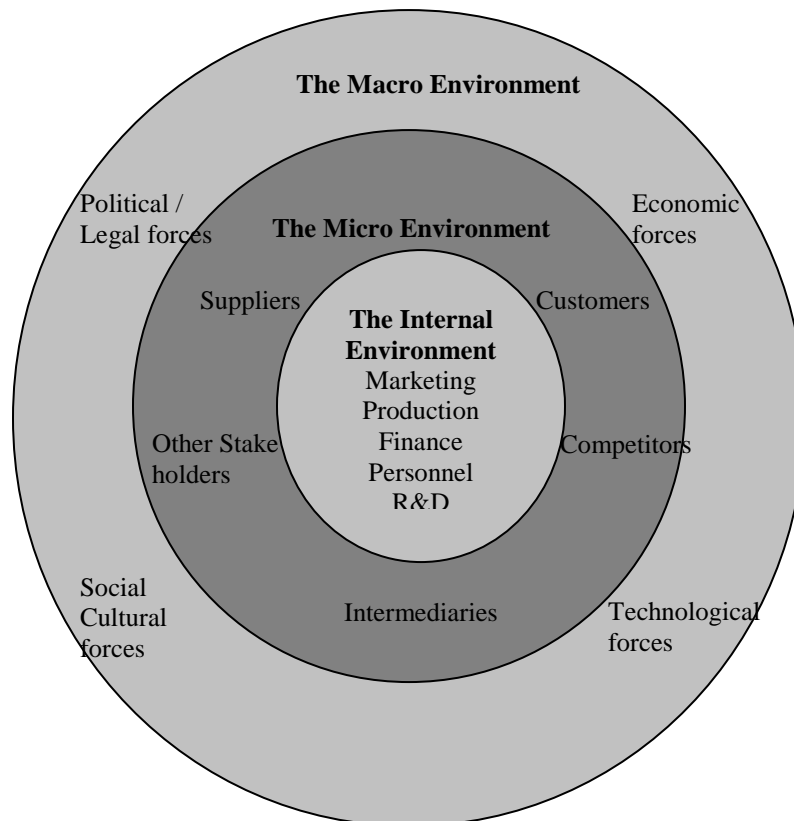 The Macro Environment
Political /
Legal forces
Economic
forces
The Micro Environment
Suppliers
Customers
The Internal
Environment
Marketing
Production
Finance
Personnel
R&D
Other Stake
holders
Competitors
Social
Cultural
forces
Intermediaries
Technological
forces